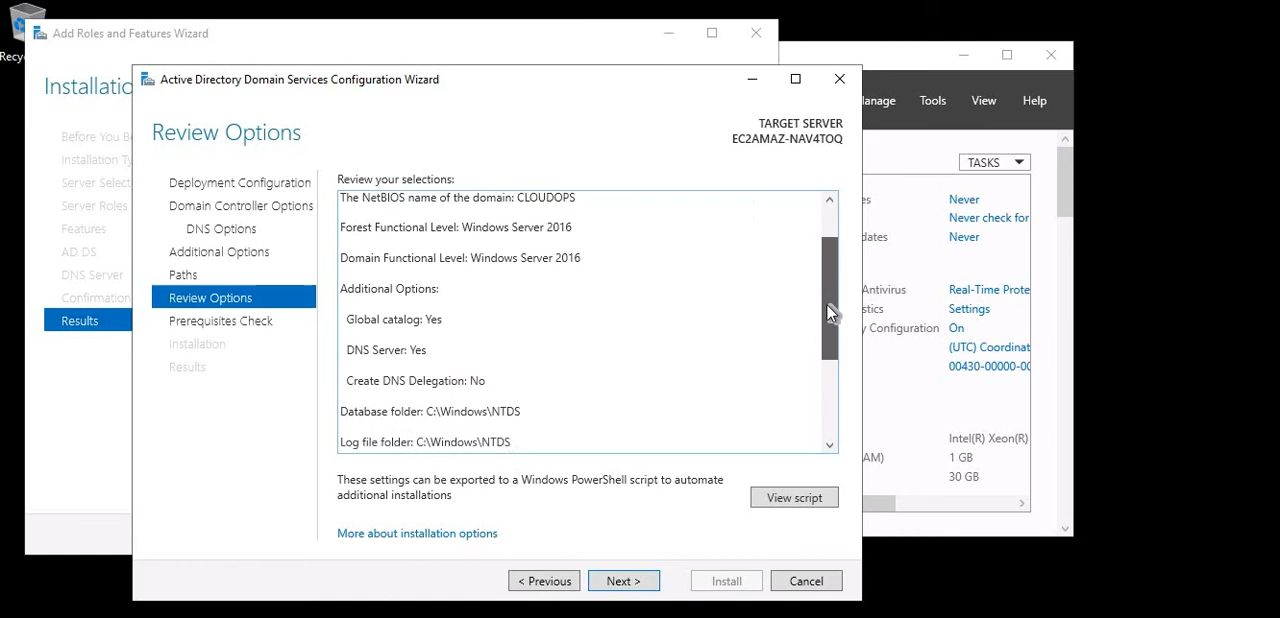 Recyc
Add Roles and Features Wizard
Installatio
Before You B
Installation Ty
Server Select
Server Roles
Features
AD DS
DNS Server
Confirmation
Results
Active Directory Domain Services Configuration Wizard
Review Options
TARGET SERVER
EC2AMAZ-NAV4TOQ
Deployment Configuration
Domain Controller Options
DNS Options
Additional Options
Paths
Review Options
Prerequisites Check
Installation
Results
Review your selections:
The NetBIOS name of the domain: CLOUDOPS
Forest Functional Level: Windows Server 2016
Domain Functional Level: Windows Server 2016
Additional Options:
Global catalog: Yes
DNS Server: Yes
Create DNS Delegation: No
Database folder: C:\Windows\NTDS
Log file folder: C:\Windows\NTDS
These settings can be exported to a Windows PowerShell script to automate
additional installations
View script
More about installation options
< Previous
Next >
Install
Cancel
anage Tools View Help
TASKS
es Never
Never check for
dates Never
Antivirus Real-Time Prote
stics Settings
y Configuration On
(UTC) Coordinat
00430-00000-00
Intel(R) Xeon(R)
AM) 1 GB
30 GB